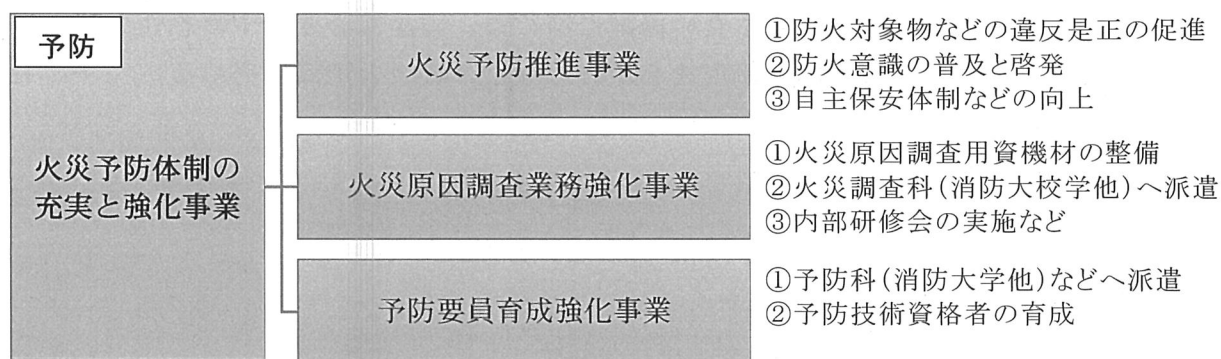 予防
火災予防体制の
充実と強化事業
火災予防推進事業
①防火対象物などの違反是正の促進
②防火意識の普及と啓発
③自主保安体制などの向上
火災原因調査業務強化事業
①火災原因調査用資機材の整備
②火災調査科(消防大校学他)へ派遣
③内部研修会の実施など
予防要員育成強化事業
①予防科(消防大学他)などへ派遣
②予防技術資格者の育成